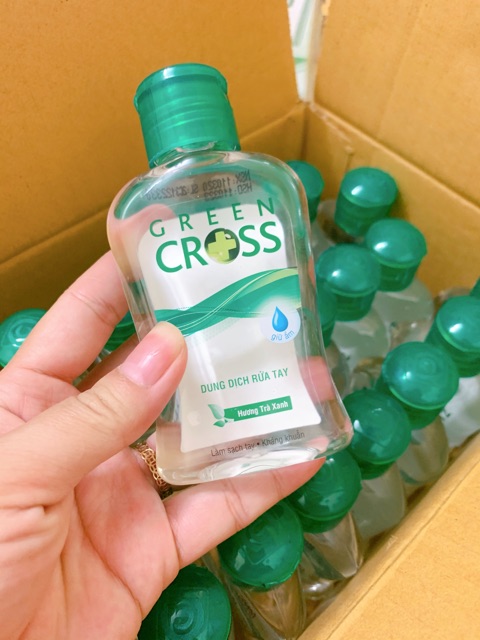 GREEN
CROSS
DUNG DỊCH RỬA TAY
Hương Trà Xanh
Làm sạch tay • Kháng khuẩn